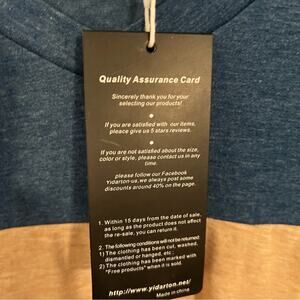 Quality Assurance Card
Sincerely thank you for your
selecting our products!
If you are satisfied with our items,
pleace give us 5 stars reviews.
If you are not satisfied about the size,
color or style, please contact us in any
time.
please follow our Facebook
Yidarton-us,we always post some
discounts around 40% on the page.
1. Within 15 days from the date of sale,
as long as the product does not affect
the re-sale, you can return it.
2. The following conditions will not be returned:
1) The clothing has been cut, washed,
dismantled or hanged, etc ;
2) The clothing has been marked with
"Free products" when it is sold.
http://www.yidarton.net/
Made in china